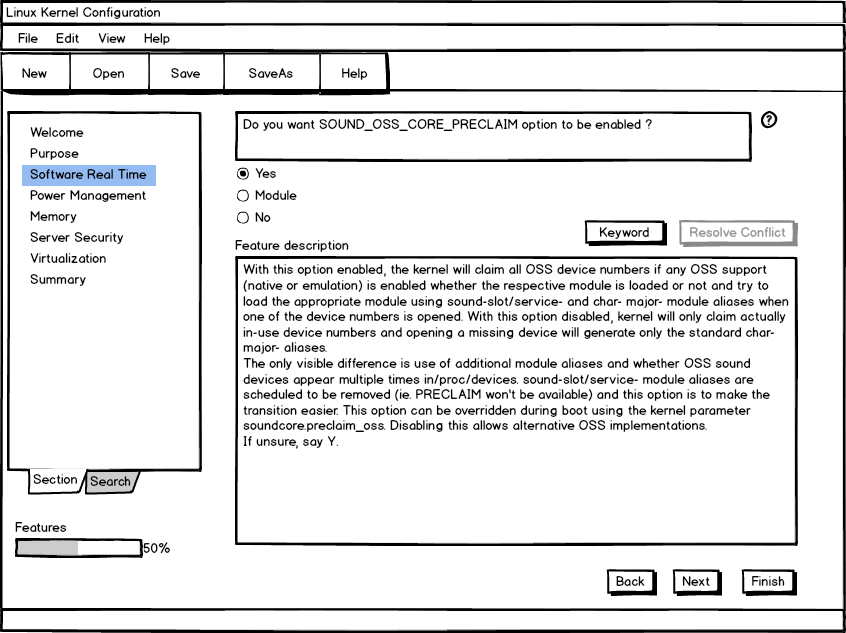 Linux Kernel Configuration
File Edit View Help
New Open Save SaveAs Help
Welcome
Purpose
Software Real Time
Power Management
Memory
Server Security
Virtualization
Summary
Section Search
Features
50%
Do you want SOUND_OSS_CORE_PRECLAIM option to be enabled ?
?
Yes
Module
No
Keyword Resolve Conflict
Feature description
With this option enabled, the kernel will claim all OSS device numbers if any OSS support
(native or emulation) is enabled whether the respective module is loaded or not and try to
load the appropriate module using sound-slot/service- and char- major- module aliases when
one of the device numbers is opened. With this option disabled, kernel will only claim actually
in-use device numbers and opening a missing device will generate only the standard char-
major- aliases.
The only visible difference is use of additional module aliases and whether OSS sound
devices appear multiple times in/proc/devices. sound-slot/service- module aliases are
scheduled to be removed (ie. PRECLAIM won't be available) and this option is to make the
transition easier. This option can be overridden during boot using the kernel parameter
soundcore.preclaim_oss. Disabling this allows alternative OSS implementations.
If unsure, say Y.
Back Next Finish